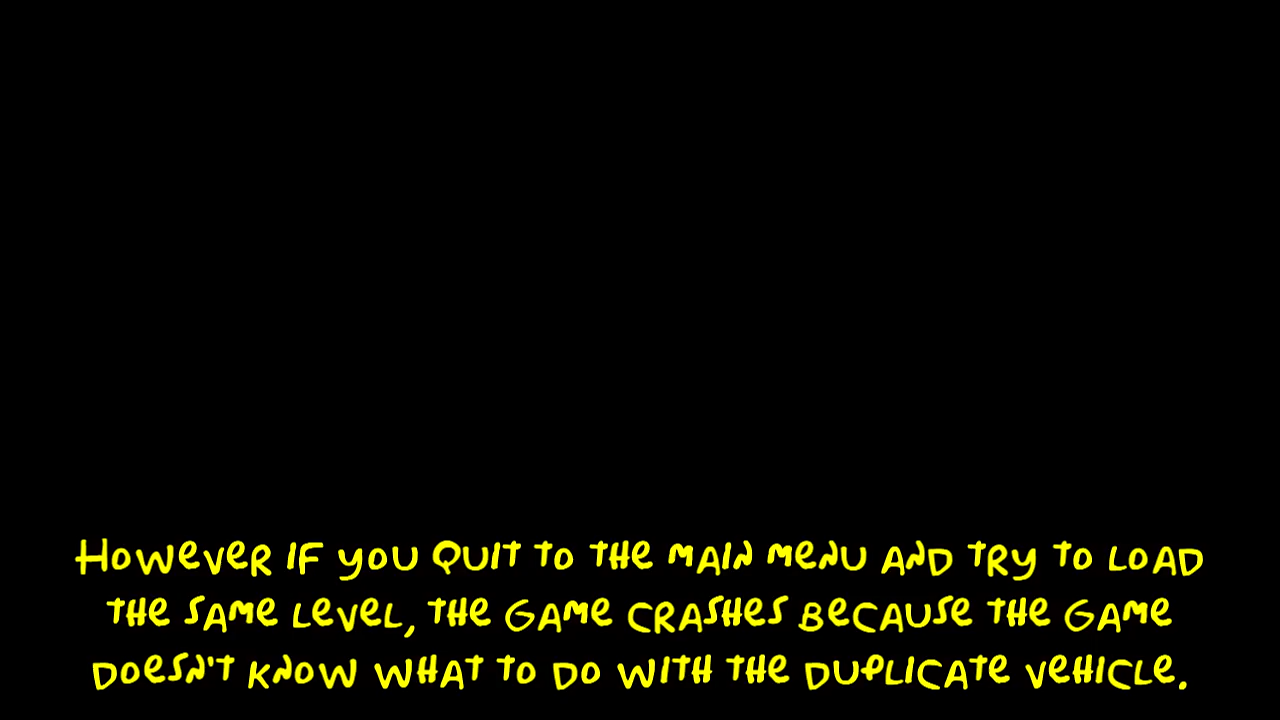 However if you quit to the main menu and try to load
the same level, the game crashes because the game
doesn't know what to do with the duplicate vehicle.